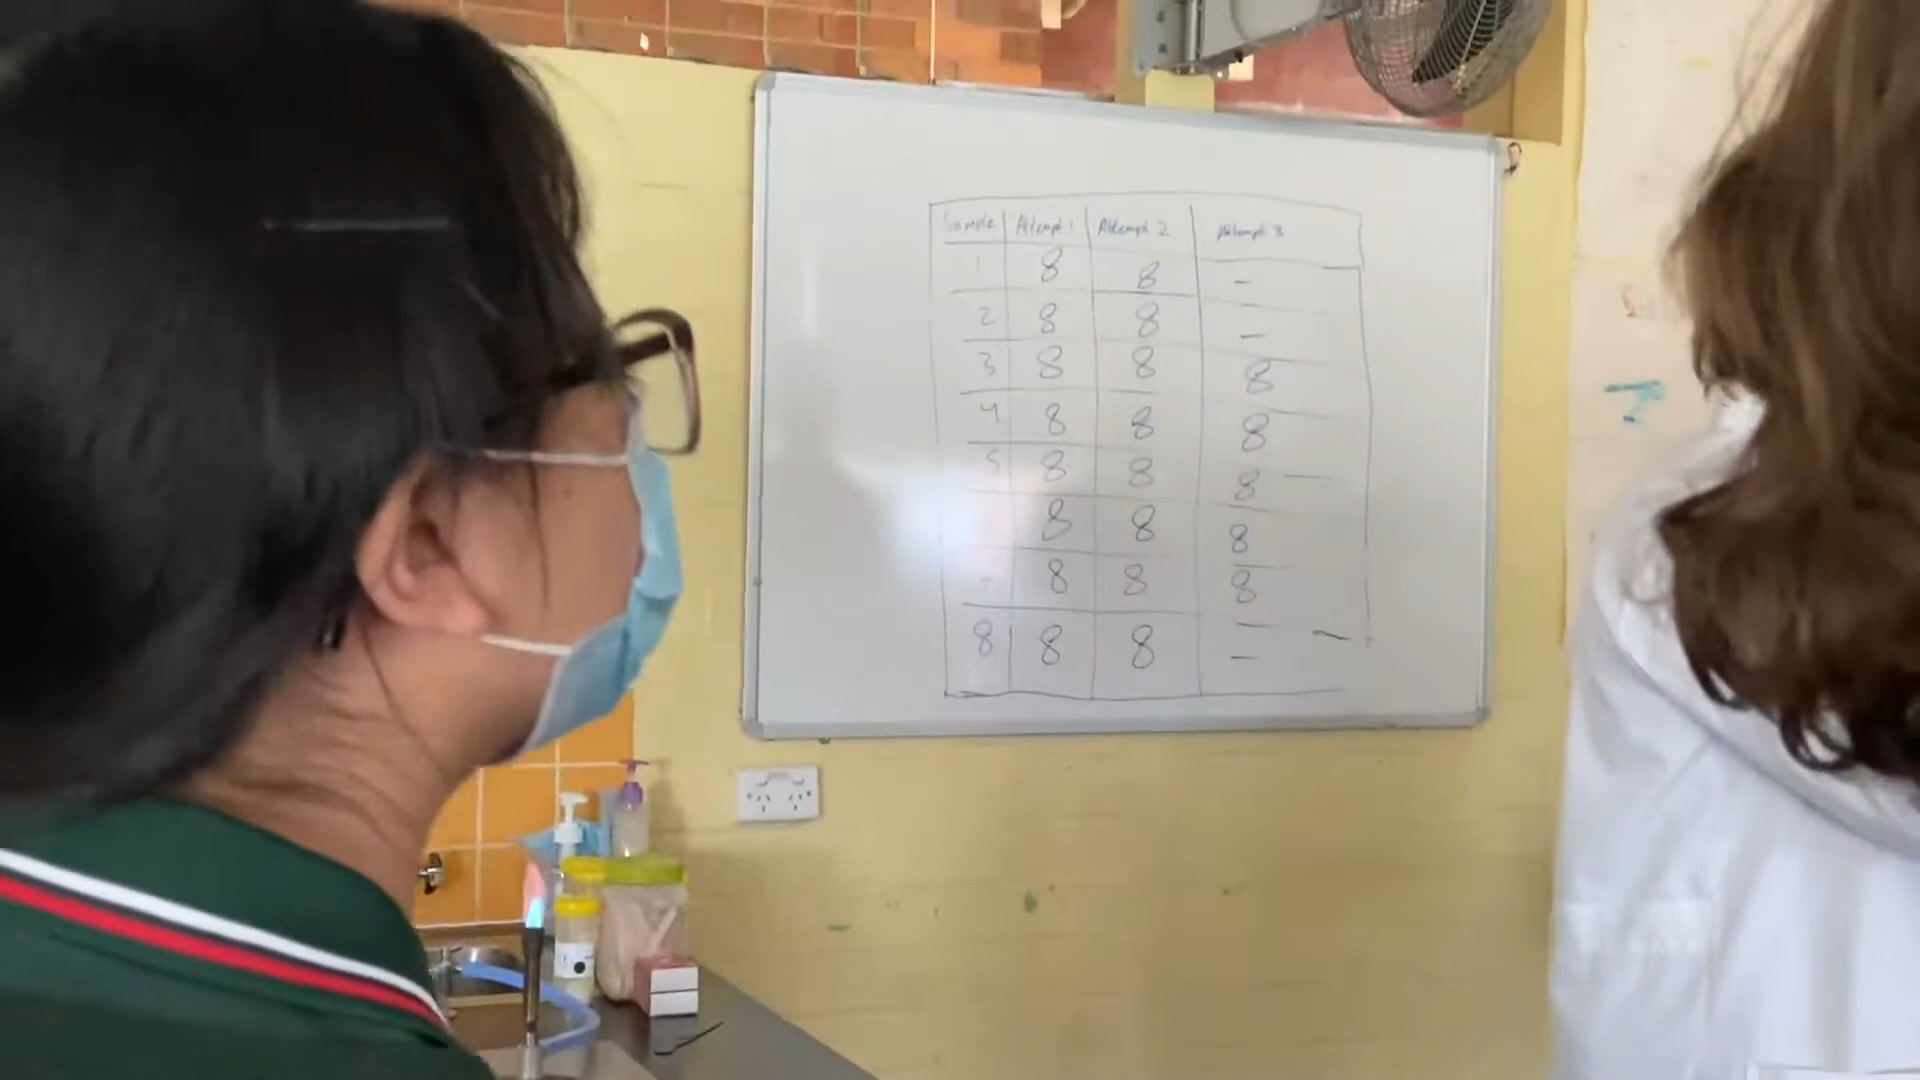 Sample Attempt 1 Attempt 2 Attempt 3
1 8 8 -
2 8 8 -
3 8 8 8
4 8 8 8
5 8 8 8
8 8 8
8 8 8
8 8 8 -